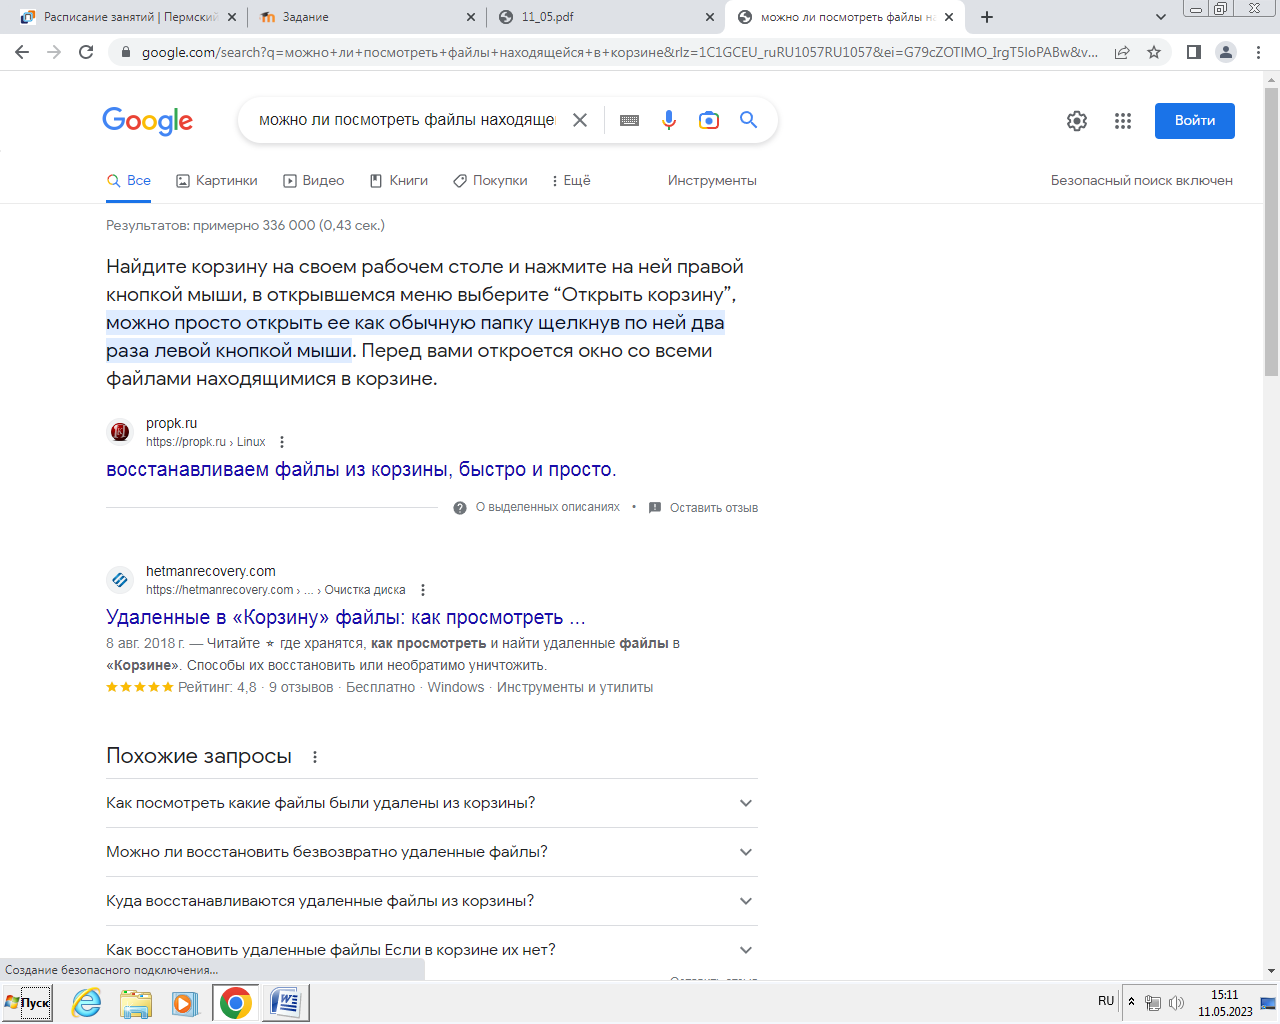 Расписание занятий | Пермский
Задание
11_05.pdf
можно ли посмотреть файлы на
google.com/search?q=можно+ли+посмотреть+файлы+находящейся+в+корзине&rlz=1C1GCEU_ruRU1057RU1057&ei=G79cZOTIMO_IrgT5IoPABw&v...
Google
можно ли посмотреть файлы находящей
Войти
Все
Картинки
Видео
Книги
Покупки
Ещё
Инструменты
Безопасный поиск включен
Результатов: примерно 336 000 (0,43 сек.)
Найдите корзину на своем рабочем столе и нажмите на ней правой
кнопкой мыши, в открывшемся меню выберите “Открыть корзину”,
можно просто открыть ее как обычную папку щелкнув по ней два
раза левой кнопкой мыши. Перед вами откроется окно со всеми
файлами находящимися в корзине.
propk.ru
https://propk.ru › Linux
восстанавливаем файлы из корзины, быстро и просто.
О выделенных описаниях • Оставить отзыв
hetmanrecovery.com
https://hetmanrecovery.com › ... › Очистка диска
Удаленные в «Корзину» файлы: как просмотреть ...
8 авг. 2018 г. — Читайте ⭐ где хранятся, как просмотреть и найти удаленные файлы в
«Корзине». Способы их восстановить или необратимо уничтожить.
★★★★★ Рейтинг: 4,8 · 9 отзывов · Бесплатно · Windows · Инструменты и утилиты
Похожие запросы
Как посмотреть какие файлы были удалены из корзины?
Можно ли восстановить безвозвратно удаленные файлы?
Куда восстанавливаются удаленные файлы из корзины?
Как восстановить удаленные файлы Если в корзине их нет?
Оставить отзыв
Создание безопасного подключения...
Пуск
RU
15:11
11.05.2023